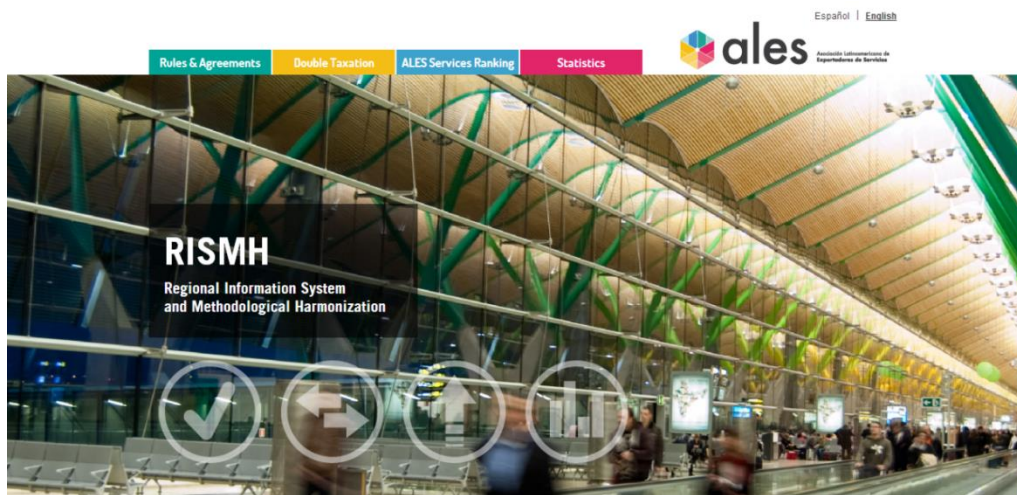 Español | English
ales
Asociación Latinoamericana de
Exportadores de Servicios
Rules & Agreements
Double Taxation
ALES Services Ranking
Statistics
RISMH
Regional Information System
and Methodological Harmonization